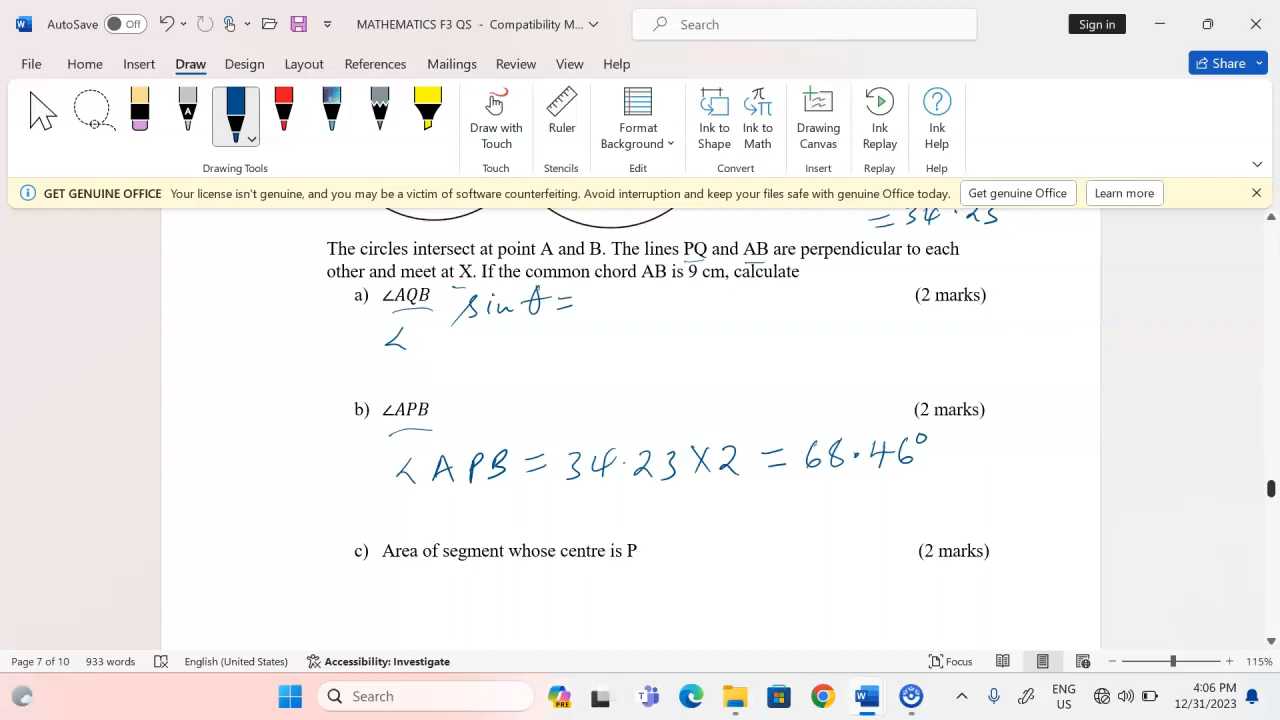 AutoSave Off MATHEMATICS F3 QS - Compatibility M... Search Sign in
File Home Insert Draw Design Layout References Mailings Review View Help Share
Draw with Touch Ruler Format Background Ink to Shape Ink to Math Drawing Canvas Ink Replay Ink Help
Drawing Tools Touch Stencils Edit Convert Insert Replay Help
GET GENUINE OFFICE Your license isn't genuine, and you may be a victim of software counterfeiting. Avoid interruption and keep your files safe with genuine Office today. Get genuine Office Learn more
= 34.23
The circles intersect at point A and B. The lines PQ and AB are perpendicular to each
other and meet at X. If the common chord AB is 9 cm, calculate
a) ∠AQB sin θ = (2 marks)
∠
b) ∠APB (2 marks)
∠APB = 34.23 X 2 = 68.46°
c) Area of segment whose centre is P (2 marks)
Page 7 of 10 933 words English (United States) Accessibility: Investigate Focus 115%
Search PRE ENG US 4:06 PM 12/31/2023